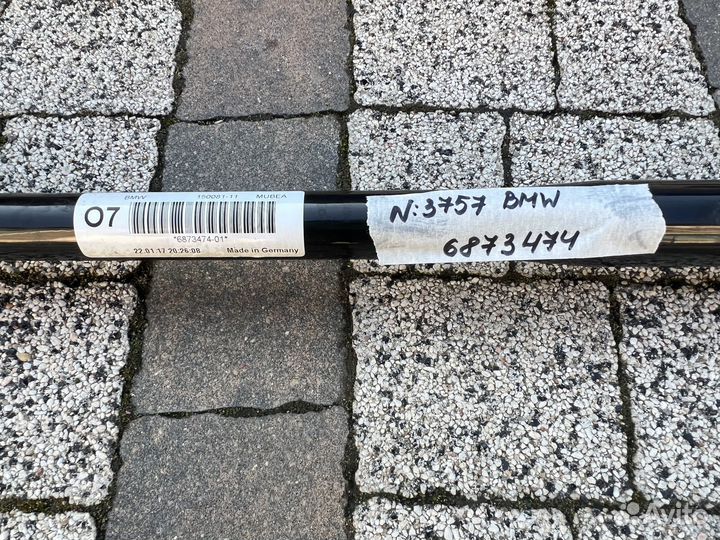 BMW 150081-11 MUBEA
07
*6873474-01*
22.01.17 20:26:08 Made in Germany
N:3757 BMW
6873474
Avito